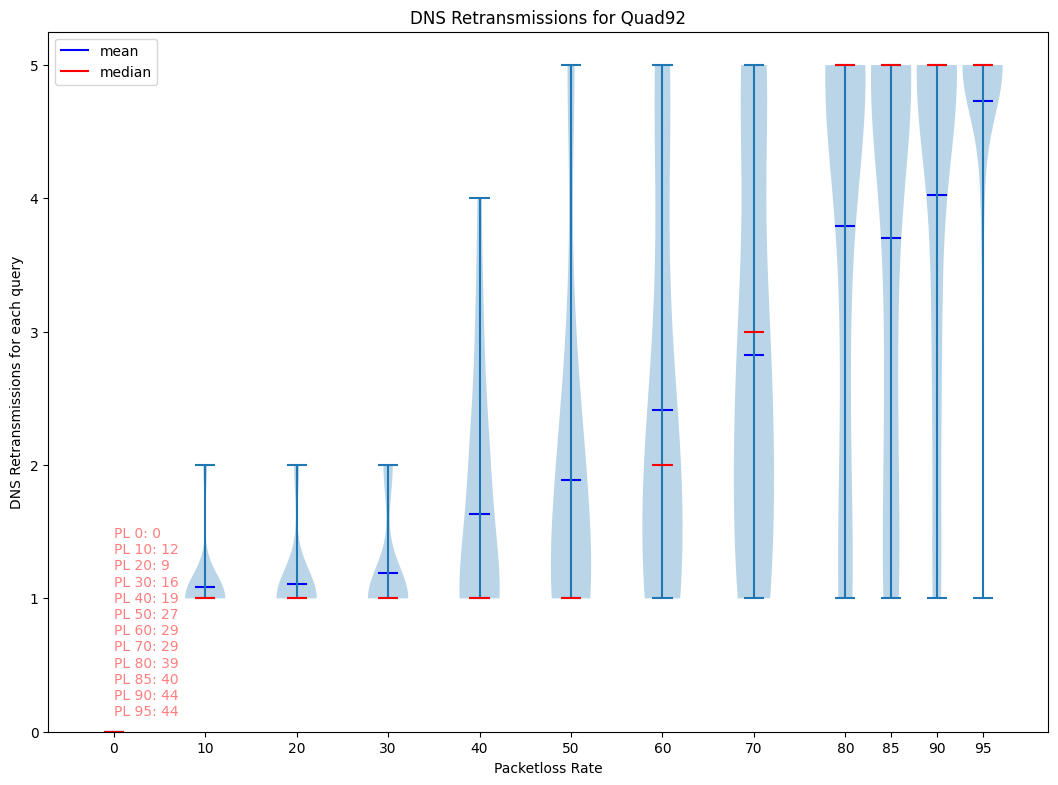 DNS Retransmissions for Quad92
mean
median
DNS Retransmissions for each query
5
4
3
2
1
0
PL 0: 0
PL 10: 12
PL 20: 9
PL 30: 16
PL 40: 19
PL 50: 27
PL 60: 29
PL 70: 29
PL 80: 39
PL 85: 40
PL 90: 44
PL 95: 44
0 10 20 30 40 50 60 70 80 85 90 95
Packetloss Rate